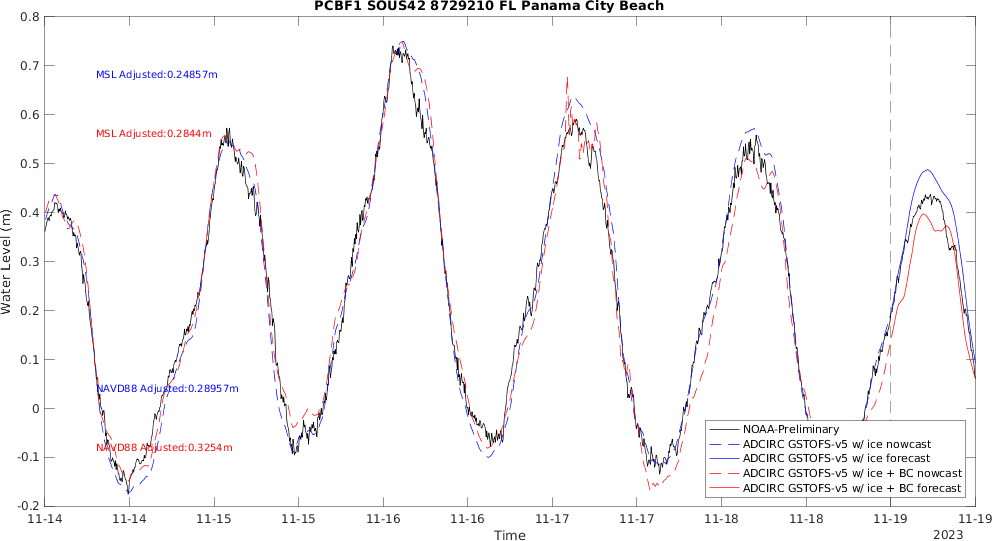 PCBF1 SOUS42 8729210 FL Panama City Beach
0.8
0.7
0.6
0.5
0.4
0.3
0.2
0.1
0
-0.1
-0.2
Water Level (m)
MSL Adjusted:0.24857m
MSL Adjusted:0.2844m
NAVD88 Adjusted:0.28957m
NAVD88 Adjusted:0.3254m
NOAA-Preliminary
ADCIRC GSTOFS-v5 w/ ice nowcast
ADCIRC GSTOFS-v5 w/ ice forecast
ADCIRC GSTOFS-v5 w/ ice + BC nowcast
ADCIRC GSTOFS-v5 w/ ice + BC forecast
11-14 11-14 11-15 11-15 11-16 11-16 11-17 11-17 11-18 11-18 11-19 11-19
Time
2023